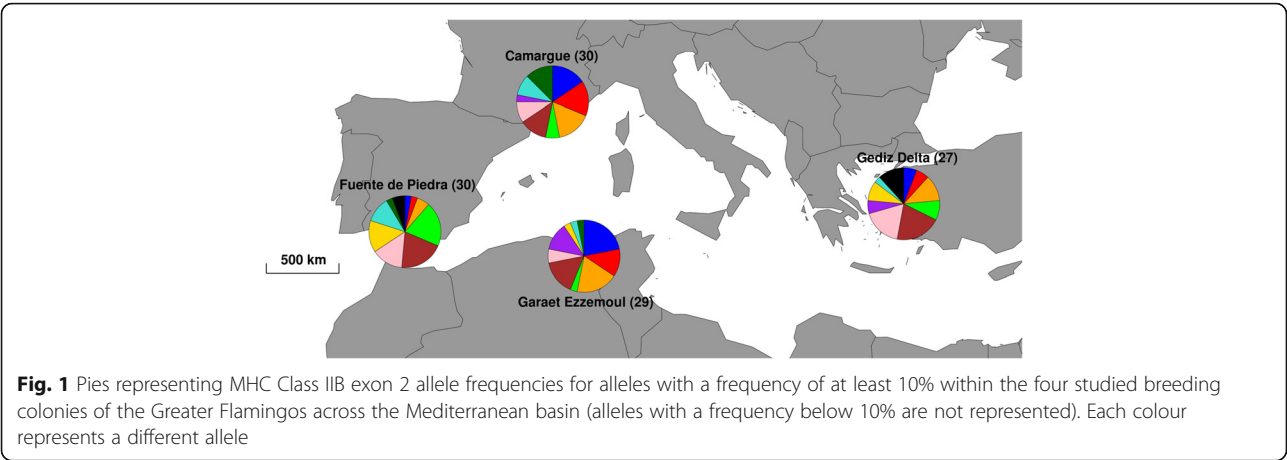 Camargue (30)
Gediz Delta (27)
Fuente de Piedra (30)
500 km
Garaet Ezzemoul (29)
Fig. 1 Pies representing MHC Class IIB exon 2 allele frequencies for alleles with a frequency of at least 10% within the four studied breeding
colonies of the Greater Flamingos across the Mediterranean basin (alleles with a frequency below 10% are not represented). Each colour
represents a different allele